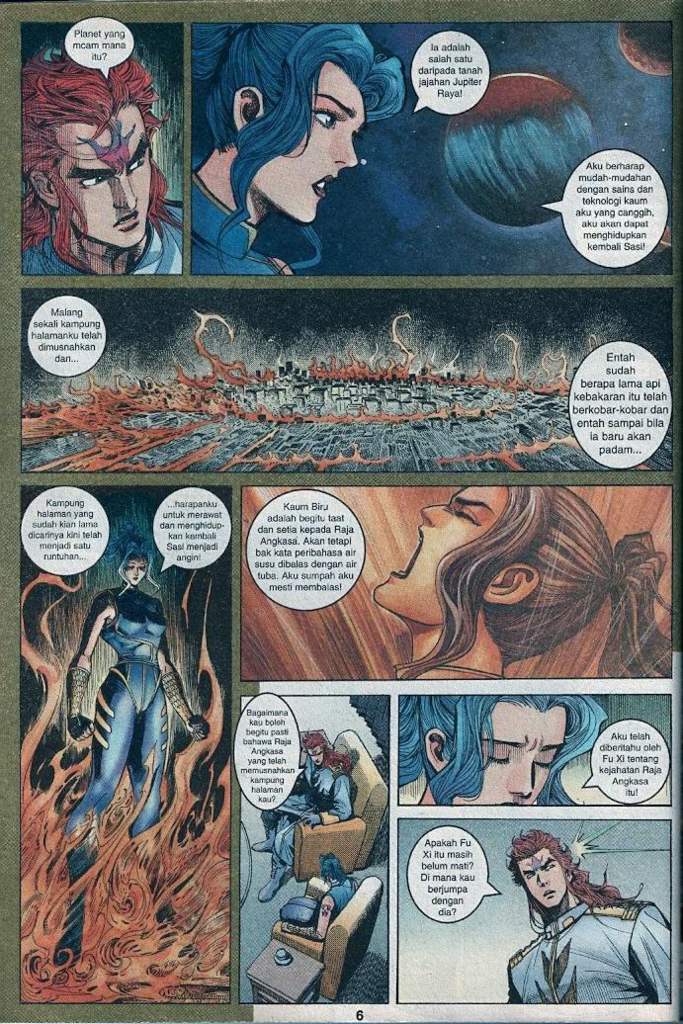 Planet yang
mcam mana
itu?
Ia adalah
salah satu
daripada tanah
jajahan Jupiter
Raya!
Aku berharap
mudah-mudahan
dengan sains dan
teknologi kaum
aku yang canggih,
aku akan dapat
menghidupkan
kembali Sasi!
Malang
sekali kampung
halamanku telah
dimusnahkan
dan...
Entah
sudah
berapa lama api
kebakaran itu telah
berkobar-kobar dan
entah sampai bila
ia baru akan
padam...
Kampung
halaman yang
sudah kian lama
dicarinya kini telah
menjadi satu
runtuhan...
...harapanku
untuk merawat
dan menghidup-
kan kembali
Sasi menjadi
angin!
Kaum Biru
adalah begitu taat
dan setia kepada Raja
Angkasa. Akan tetapi
bak kata peribahasa air
susu dibalas dengan air
tuba. Aku sumpah aku
mesti membalas!
Bagaimana
kau boleh
begitu pasti
bahawa Raja
Angkasa
yang telah
memusnahkan
kampung
halaman
kau?
Aku telah
diberitahu oleh
Fu Xi tentang
kejahatan Raja
Angkasa
itu!
Apakah Fu
Xi itu masih
belum mati?
Di mana kau
berjumpa
dengan
dia?
6